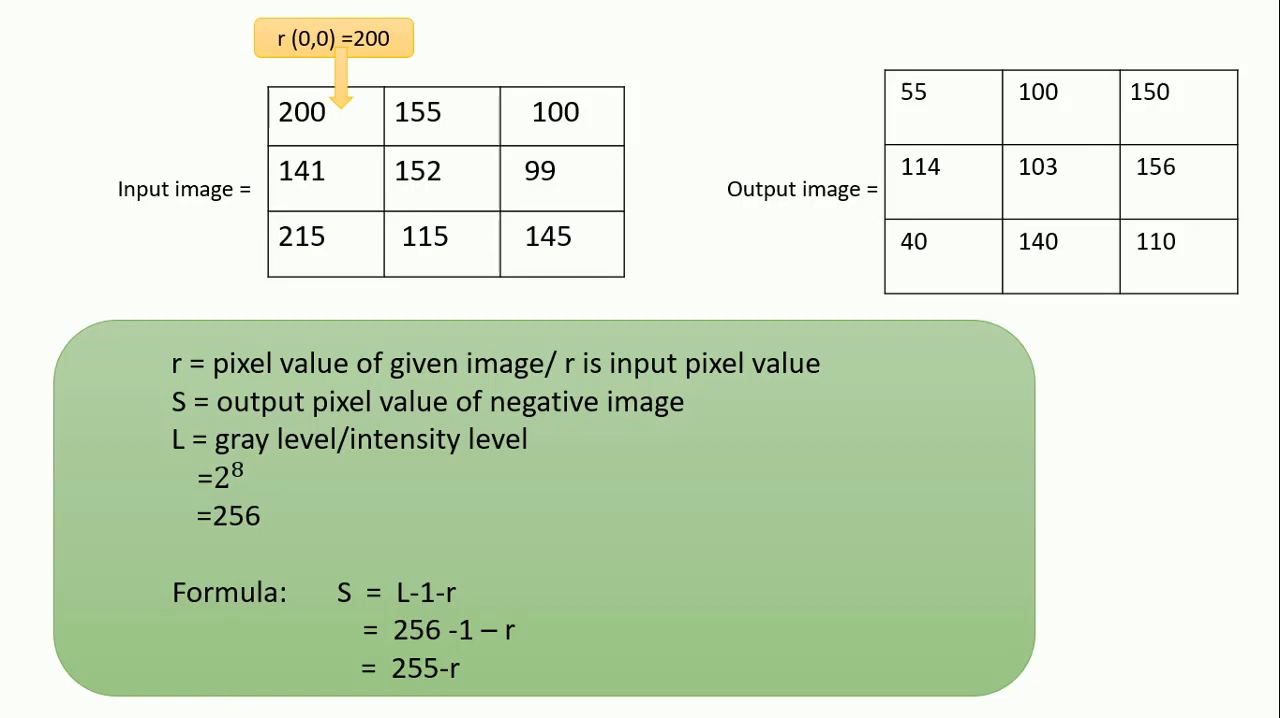 r (0,0) =200
Input image =
200 155 100
141 152 99
215 115 145
Output image =
55 100 150
114 103 156
40 140 110
r = pixel value of given image/ r is input pixel value
S = output pixel value of negative image
L = gray level/intensity level
=2⁸
=256
Formula: S = L-1-r
= 256 -1 – r
= 255-r